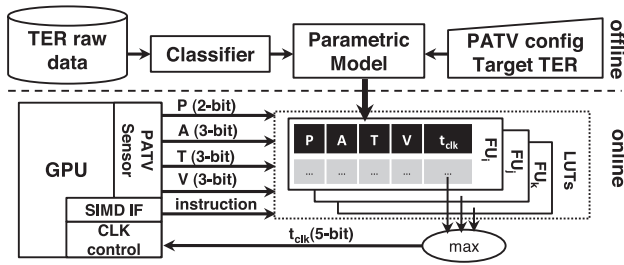 TER raw
data
Classifier
Parametric
Model
PATV config
Target TER
offline
online
GPU
PATV
Sensor
SIMD IF
CLK
control
P (2-bit)
A (3-bit)
T (3-bit)
V (3-bit)
instruction
t_clk(5-bit)
P A T V t_clk
... ... ... ... ...
FU_i
FU_j
FU_k
LUTs
max